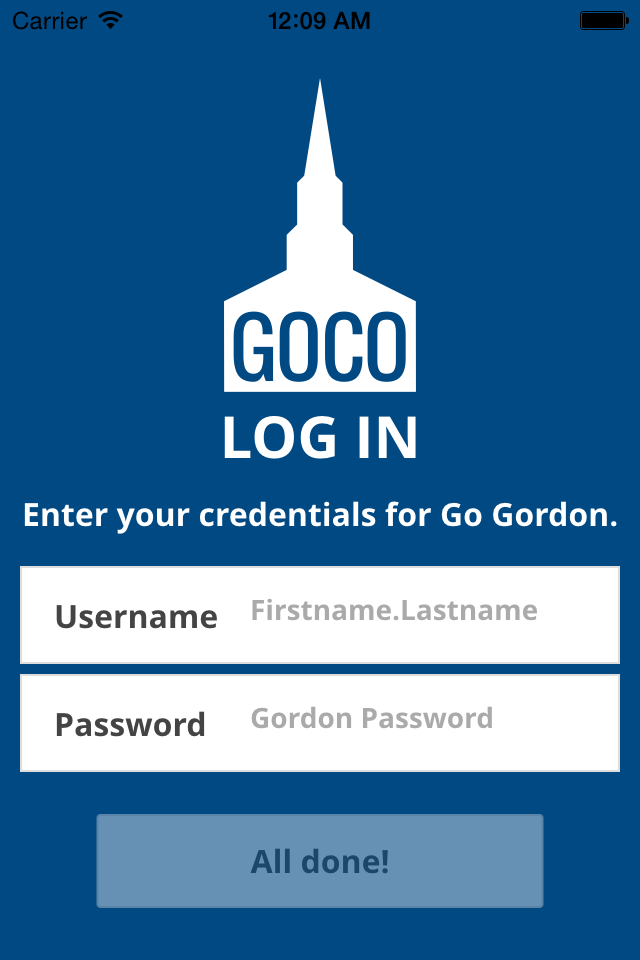 Carrier 12:09 AM
GOCO
LOG IN
Enter your credentials for Go Gordon.
Username Firstname.Lastname
Password Gordon Password
All done!